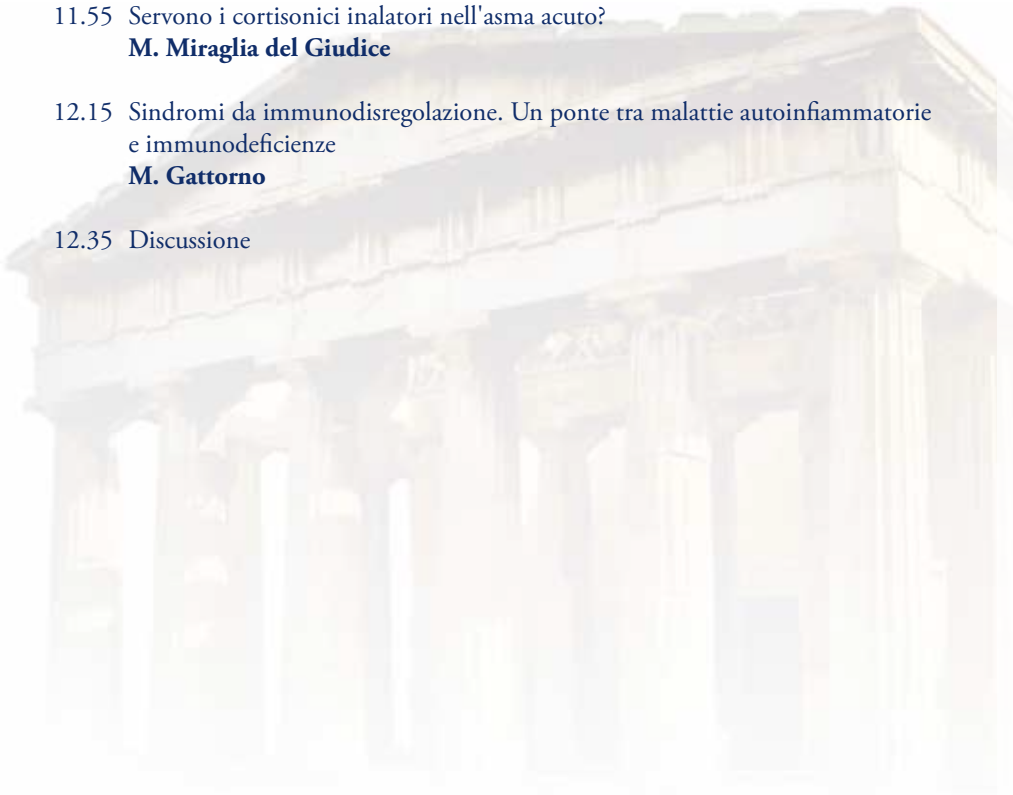 11.55 Servono i cortisonici inalatori nell'asma acuto?
M. Miraglia del Giudice
12.15 Sindromi da immunodisregolazione. Un ponte tra malattie autoinfiammatorie
e immunodeficienze
M. Gattorno
12.35 Discussione